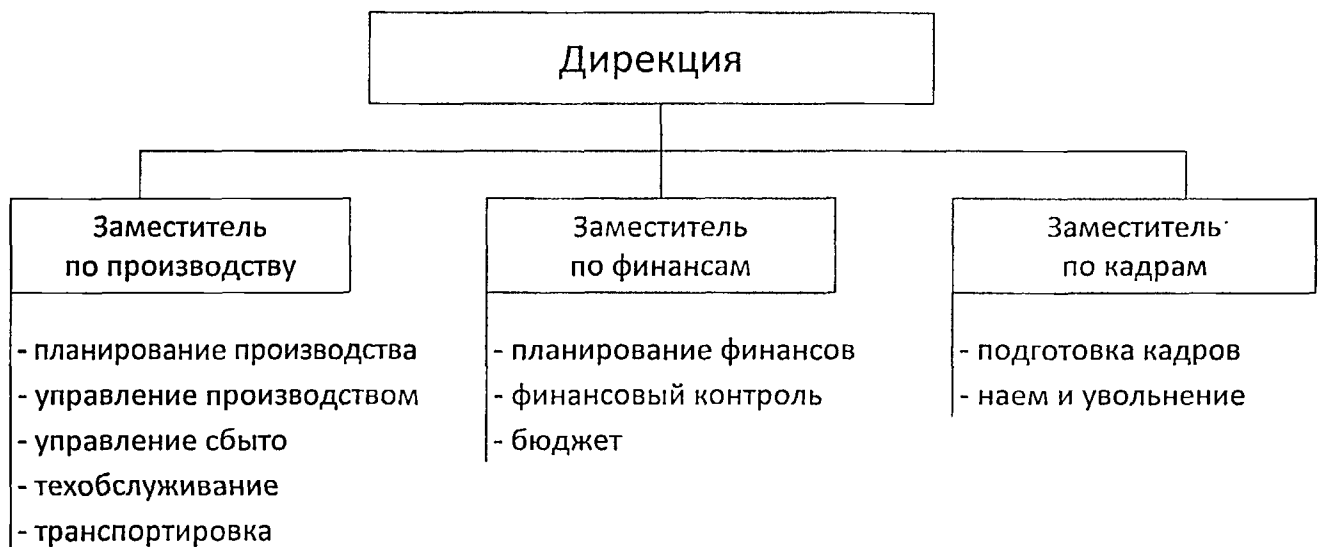 Дирекция
Заместитель
по производству
- планирование производства
- управление производством
- управление сбыто
- техобслуживание
- транспортировка
Заместитель
по финансам
- планирование финансов
- финансовый контроль
- бюджет
Заместитель
по кадрам
- подготовка кадров
- наем и увольнение